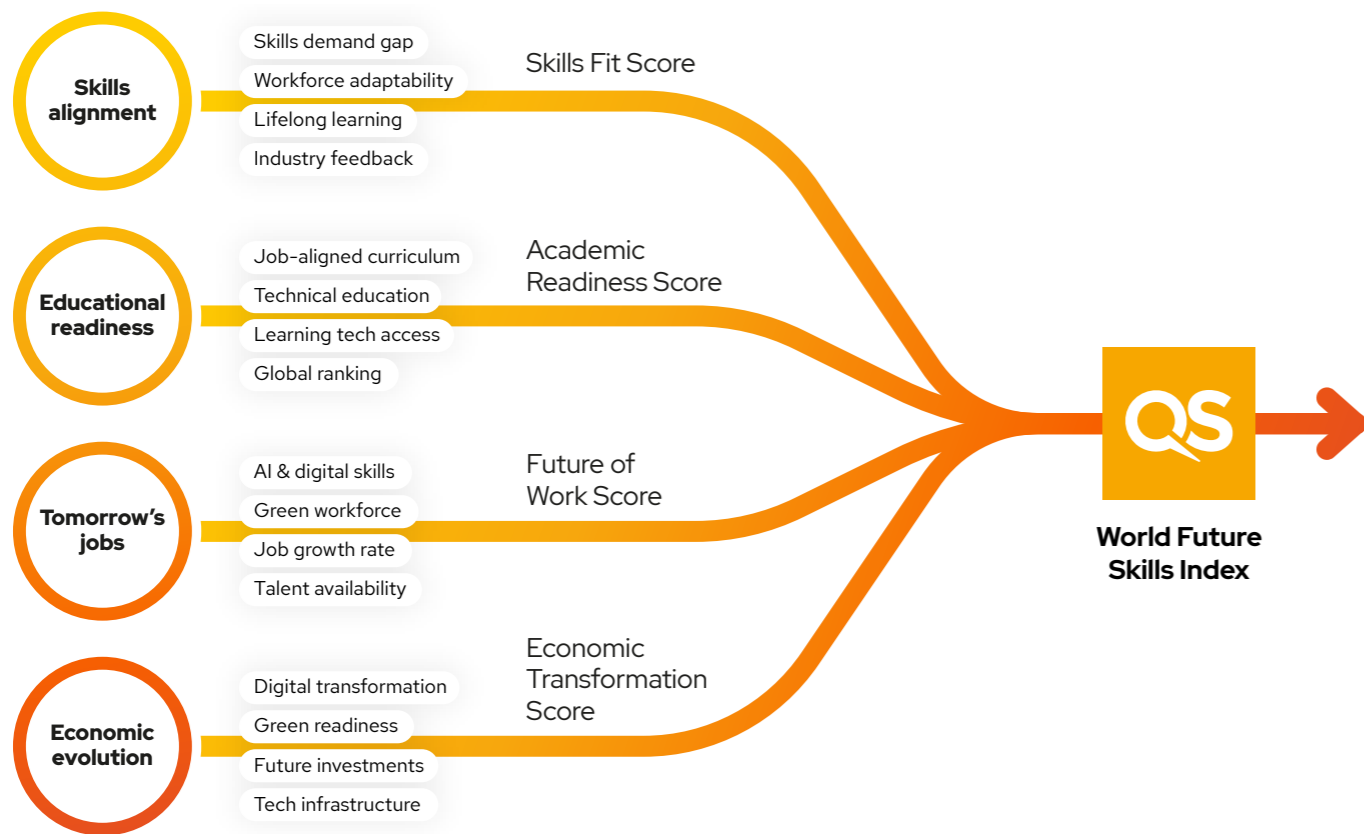 Skills
alignment
Skills demand gap
Workforce adaptability
Lifelong learning
Industry feedback
Skills Fit Score
Educational
readiness
Job-aligned curriculum
Technical education
Learning tech access
Global ranking
Academic
Readiness Score
Tomorrow’s
jobs
AI & digital skills
Green workforce
Job growth rate
Talent availability
Future of
Work Score
Economic
evolution
Digital transformation
Green readiness
Future investments
Tech infrastructure
Economic
Transformation
Score
QS
World Future
Skills Index